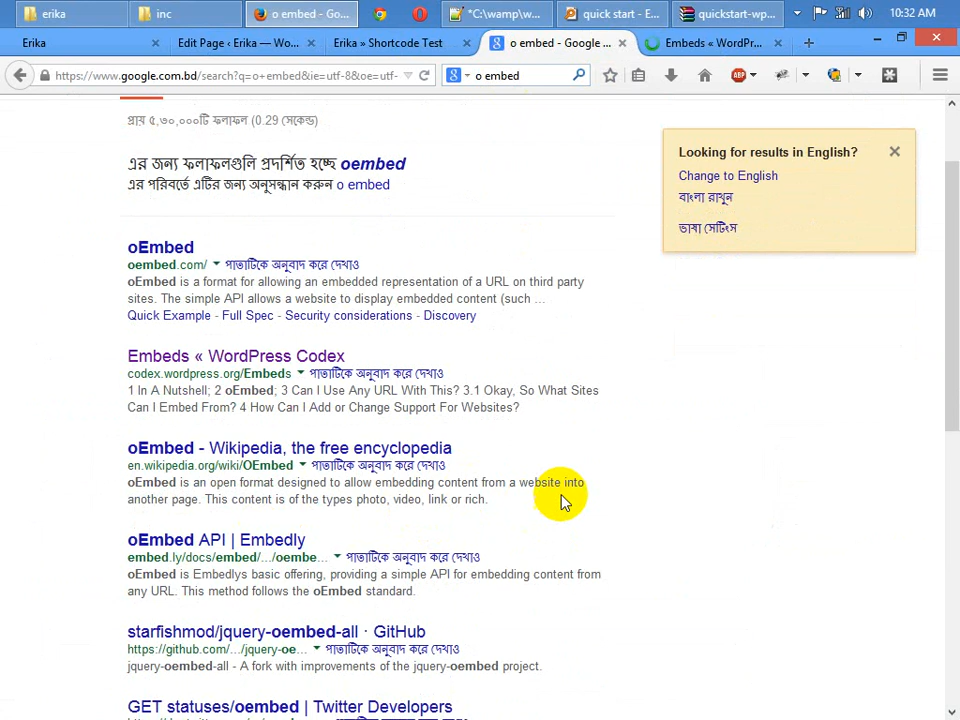 erika
inc
o embed - Goo...
*C:\wamp\w...
quick start - E...
quickstart-wp...
10:32 AM
Erika
Edit Page ‹ Erika — Wo...
Erika » Shortcode Test
o embed - Google ...
Embeds « WordPr...
https://www.google.com.bd/search?q=o+embed&ie=utf-8&oe=utf-
o embed
ABP
প্রায় ৫,৩০,০০০টি ফলাফল (0.29 সেকেন্ড)
এর জন্য ফলাফলগুলি প্রদর্শিত হচ্ছে oembed
এর পরিবর্তে এটির জন্য অনুসন্ধান করুন o embed
Looking for results in English?
Change to English
বাংলা রাখুন
ভাষা সেটিংস
oEmbed
oembed.com/ পাতাটিকে অনুবাদ করে দেখাও
oEmbed is a format for allowing an embedded representation of a URL on third party
sites. The simple API allows a website to display embedded content (such ...
Quick Example - Full Spec - Security considerations - Discovery
Embeds « WordPress Codex
codex.wordpress.org/Embeds পাতাটিকে অনুবাদ করে দেখাও
1 In A Nutshell; 2 oEmbed; 3 Can I Use Any URL With This? 3.1 Okay, So What Sites
Can I Embed From? 4 How Can I Add or Change Support For Websites?
oEmbed - Wikipedia, the free encyclopedia
en.wikipedia.org/wiki/OEmbed পাতাটিকে অনুবাদ করে দেখাও
oEmbed is an open format designed to allow embedding content from a website into
another page. This content is of the types photo, video, link or rich.
oEmbed API | Embedly
embed.ly/docs/embed/.../oembe... পাতাটিকে অনুবাদ করে দেখাও
oEmbed is Embedlys basic offering, providing a simple API for embedding content from
any URL. This method follows the oEmbed standard.
starfishmod/jquery-oembed-all · GitHub
https://github.com/.../jquery-oe... পাতাটিকে অনুবাদ করে দেখাও
jquery-oembed-all - A fork with improvements of the jquery-oembed project.
GET statuses/oembed | Twitter Developers